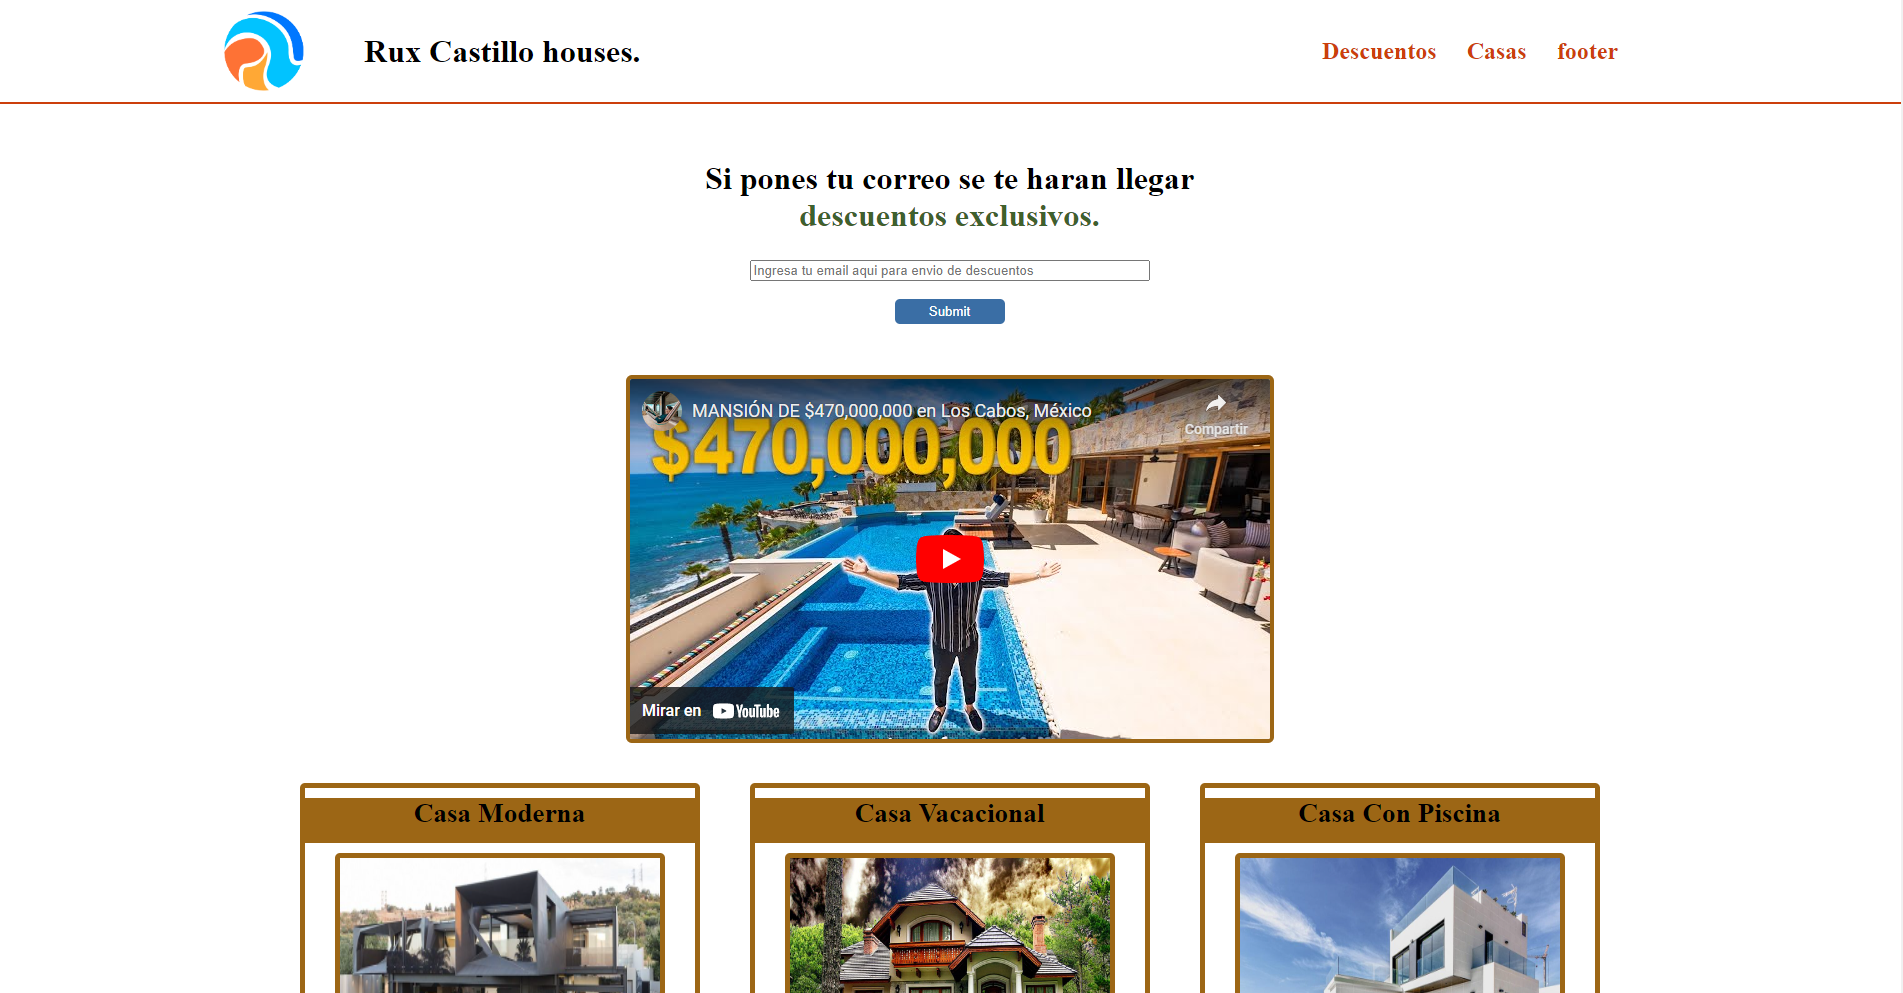 Rux Castillo houses.
Descuentos Casas footer
Si pones tu correo se te haran llegar
descuentos exclusivos.
Ingresa tu email aqui para envio de descuentos
Submit
MANSIÓN DE $470,000,000 en Los Cabos, México
Compartir
$470,000,000
Mirar en YouTube
Casa Moderna
Casa Vacacional
Casa Con Piscina